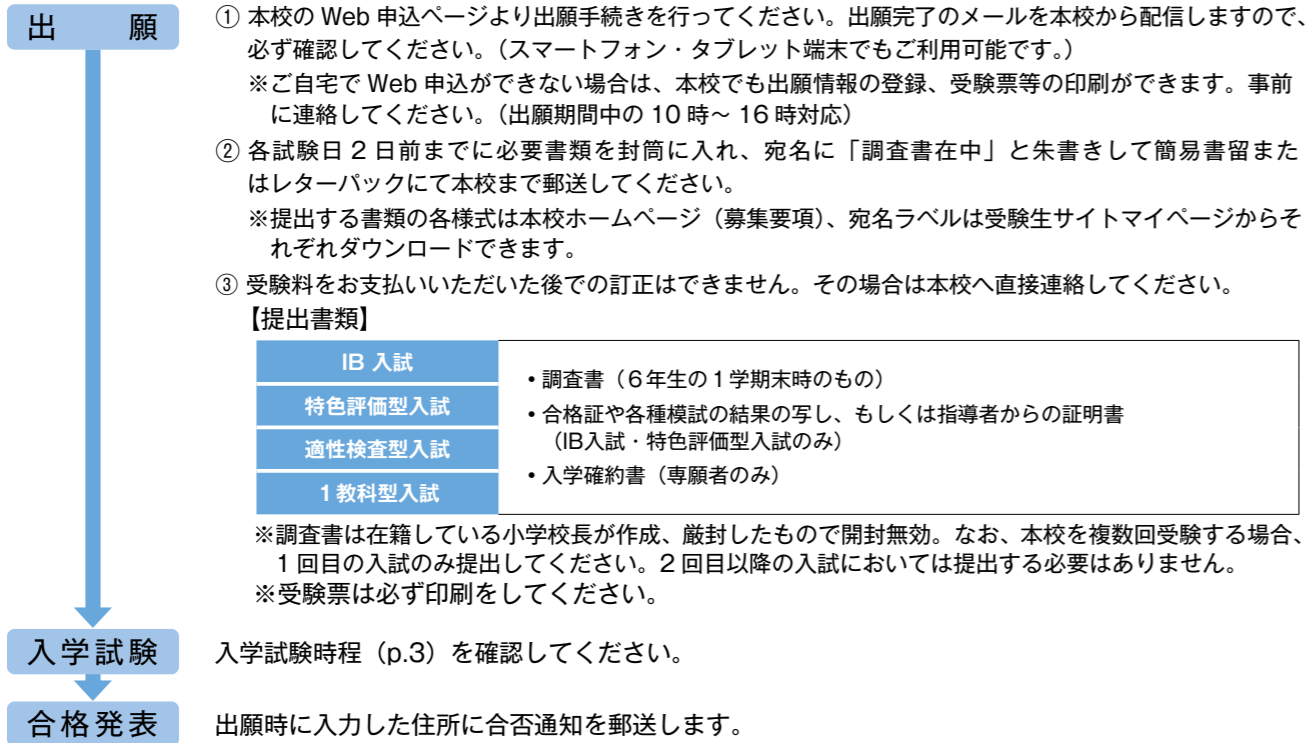 出　願
① 本校の Web 申込ページより出願手続きを行ってください。出願完了のメールを本校から配信しますので、
必ず確認してください。（スマートフォン・タブレット端末でもご利用可能です。）
※ご自宅で Web 申込ができない場合は、本校でも出願情報の登録、受験票等の印刷ができます。事前
に連絡してください。（出願期間中の 10 時～ 16 時対応）
② 各試験日 2 日前までに必要書類を封筒に入れ、宛名に「調査書在中」と朱書きして簡易書留また
はレターパックにて本校まで郵送してください。
※提出する書類の各様式は本校ホームページ（募集要項）、宛名ラベルは受験生サイトマイページからそ
れぞれダウンロードできます。
③ 受験料をお支払いいただいた後での訂正はできません。その場合は本校へ直接連絡してください。
【提出書類】
IB 入試
特色評価型入試
適性検査型入試
1 教科型入試
• 調査書（６年生の１学期末時のもの）
• 合格証や各種模試の結果の写し、もしくは指導者からの証明書
（IB入試・特色評価型入試のみ）
• 入学確約書（専願者のみ）
※調査書は在籍している小学校長が作成、厳封したもので開封無効。なお、本校を複数回受験する場合、
1 回目の入試のみ提出してください。2 回目以降の入試においては提出する必要はありません。
※受験票は必ず印刷をしてください。
入学試験
入学試験時程（p.3）を確認してください。
合格発表
出願時に入力した住所に合否通知を郵送します。